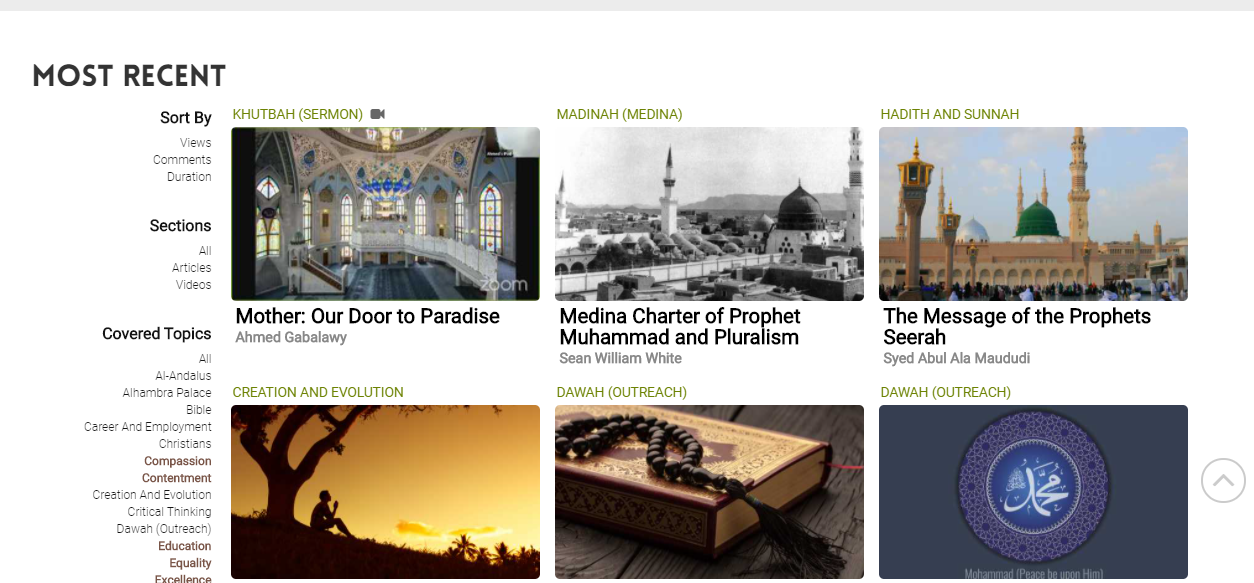 MOST RECENT
Sort By
Views
Comments
Duration
Sections
All
Articles
Videos
Covered Topics
All
Al-Andalus
Alhambra Palace
Bible
Career And Employment
Christians
Compassion
Contentment
Creation And Evolution
Critical Thinking
Dawah (Outreach)
Education
Equality
Excellence
KHUTBAH (SERMON)
zoom
Mother: Our Door to Paradise
Ahmed Gabalawy
MADINAH (MEDINA)
Medina Charter of Prophet
Muhammad and Pluralism
Sean William White
HADITH AND SUNNAH
The Message of the Prophets
Seerah
Syed Abul Ala Maududi
CREATION AND EVOLUTION
DAWAH (OUTREACH)
DAWAH (OUTREACH)
محمد
Mohammad (Peace be upon Him)